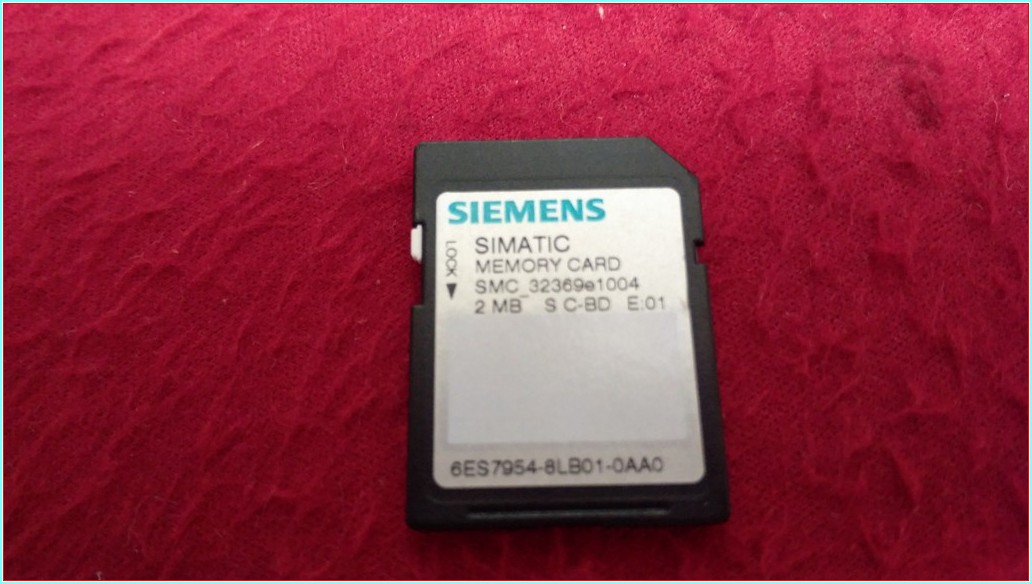 SIEMENS
SIMATIC
MEMORY CARD
SMC_32369e1004
2 MB S C-BD E:01
LOCK
6ES7954-8LB01-0AA0